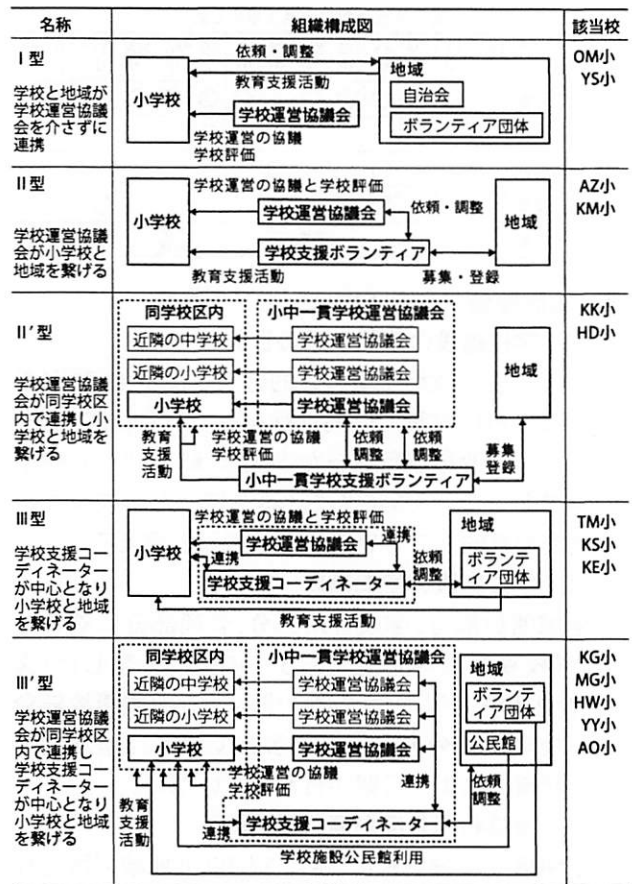 名称 組織構成図 該当校
I型
学校と地域が
学校運営協議
会を介さずに
連携
依頼・調整
教育支援活動
小学校
学校運営協議会
学校運営の協議
学校評価
地域
自治会
ボランティア団体
OM小
YS小
II型
学校運営協議
会が小学校と
地域を繋げる
学校運営の協議と学校評価
小学校
学校運営協議会
依頼・調整
学校支援ボランティア
教育支援活動
募集・登録
地域
AZ小
KM小
II′型
学校運営協議
会が同学校区
内で連携し小
学校と地域を
繋げる
同学校区内
小中一貫学校運営協議会
近隣の中学校
学校運営協議会
近隣の小学校
学校運営協議会
小学校
学校運営協議会
地域
教育
支援
活動
学校運営の協議
学校評価
依頼
調整
依頼
調整
募集
登録
小中一貫学校支援ボランティア
KK小
HD小
III型
学校支援コー
ディネーター
が中心となり
小学校と地域
を繋げる
学校運営の協議と学校評価
小学校
学校運営協議会
連携
連携
学校支援コーディネーター
依頼
調整
地域
ボラン
ティア団体
教育支援活動
TM小
KS小
KE小
III′型
学校運営協議
会が同学校区
内で連携し
学校支援コー
ディネーター
が中心となり
小学校と地域
を繋げる
同学校区内
小中一貫学校運営協議会
近隣の中学校
学校運営協議会
近隣の小学校
学校運営協議会
小学校
学校運営協議会
地域
ボランテ
ィア団体
公民館
学校運営の協議
学校評価
連携
依頼
調整
教育
支援
活動
連携
学校支援コーディネーター
学校施設公民館利用
KG小
MG小
HW小
YY小
AO小